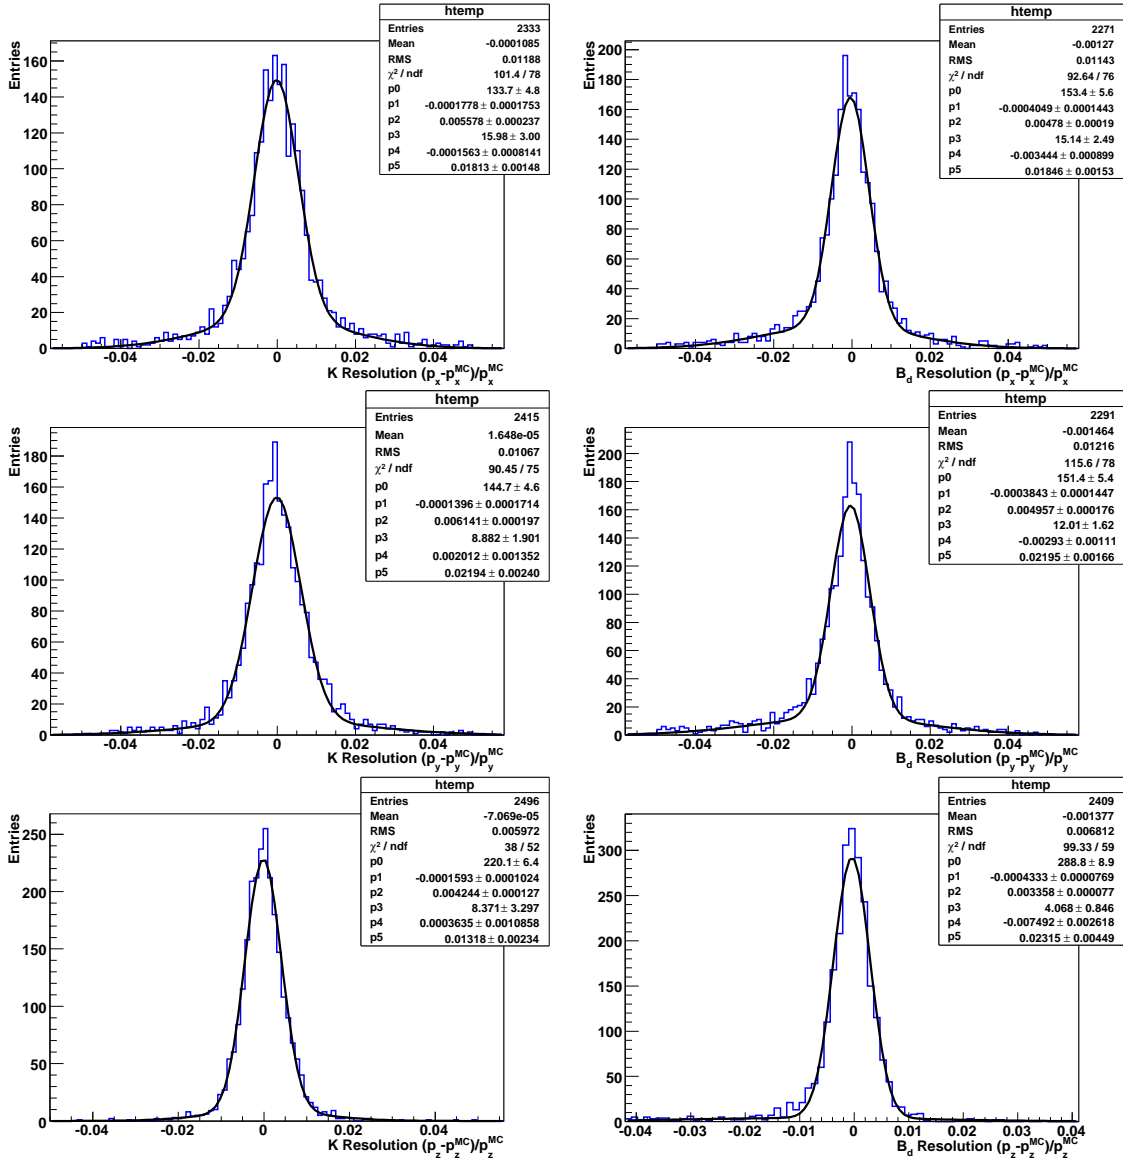 htemp
Entries 2333
Mean -0.0001085
RMS 0.01188
χ² / ndf 101.4 / 78
p0 133.7 ± 4.8
p1 -0.0001778 ± 0.0001753
p2 0.005578 ± 0.000237
p3 15.98 ± 3.00
p4 -0.0001563 ± 0.0008141
p5 0.01813 ± 0.00148
Entries
160
140
120
100
80
60
40
20
0
-0.04 -0.02 0 0.02 0.04
K Resolution (p_x-p_x^MC)/p_x^MC
htemp
Entries 2271
Mean -0.00127
RMS 0.01143
χ² / ndf 92.64 / 76
p0 153.4 ± 5.6
p1 -0.0004049 ± 0.0001443
p2 0.00478 ± 0.00019
p3 15.14 ± 2.49
p4 -0.003444 ± 0.000899
p5 0.01846 ± 0.00153
Entries
200
180
160
140
120
100
80
60
40
20
0
-0.04 -0.02 0 0.02 0.04
B_d Resolution (p_x-p_x^MC)/p_x^MC
htemp
Entries 2415
Mean 1.648e-05
RMS 0.01067
χ² / ndf 90.45 / 75
p0 144.7 ± 4.6
p1 -0.0001396 ± 0.0001714
p2 0.006141 ± 0.000197
p3 8.882 ± 1.901
p4 0.002012 ± 0.001352
p5 0.02194 ± 0.00240
Entries
180
160
140
120
100
80
60
40
20
0
-0.04 -0.02 0 0.02 0.04
K Resolution (p_y-p_y^MC)/p_y^MC
htemp
Entries 2291
Mean -0.001464
RMS 0.01216
χ² / ndf 115.6 / 78
p0 151.4 ± 5.4
p1 -0.0003843 ± 0.0001447
p2 0.004957 ± 0.000176
p3 12.01 ± 1.62
p4 -0.00293 ± 0.00111
p5 0.02195 ± 0.00166
Entries
200
180
160
140
120
100
80
60
40
20
0
-0.04 -0.02 0 0.02 0.04
B_d Resolution (p_y-p_y^MC)/p_y^MC
htemp
Entries 2496
Mean -7.069e-05
RMS 0.005972
χ² / ndf 38 / 52
p0 220.1 ± 6.4
p1 -0.0001593 ± 0.0001024
p2 0.004244 ± 0.000127
p3 8.371 ± 3.297
p4 0.0003635 ± 0.0010858
p5 0.01318 ± 0.00234
Entries
250
200
150
100
50
0
-0.04 -0.02 0 0.02 0.04
K Resolution (p_z-p_z^MC)/p_z^MC
htemp
Entries 2409
Mean -0.001377
RMS 0.006812
χ² / ndf 99.33 / 59
p0 288.8 ± 8.9
p1 -0.0004333 ± 0.0000769
p2 0.003358 ± 0.000077
p3 4.068 ± 0.846
p4 -0.007492 ± 0.002618
p5 0.02315 ± 0.00449
Entries
300
250
200
150
100
50
0
-0.04 -0.03 -0.02 -0.01 0 0.01 0.02 0.03 0.04
B_d Resolution (p_z-p_z^MC)/p_z^MC